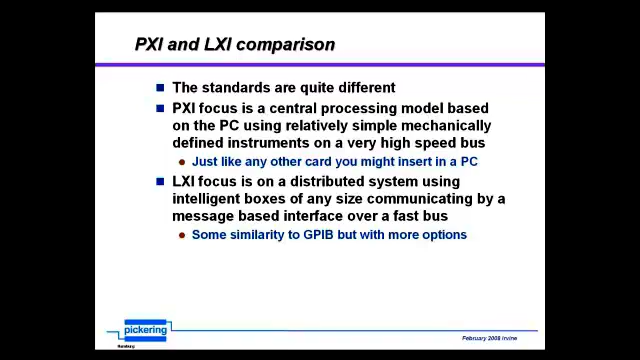 PXI and LXI comparison
The standards are quite different
PXI focus is a central processing model based
on the PC using relatively simple mechanically
defined instruments on a very high speed bus
Just like any other card you might insert in a PC
LXI focus is on a distributed system using
intelligent boxes of any size communicating by a
message based interface over a fast bus
Some similarity to GPIB but with more options
pickering
February 2008 Irvine